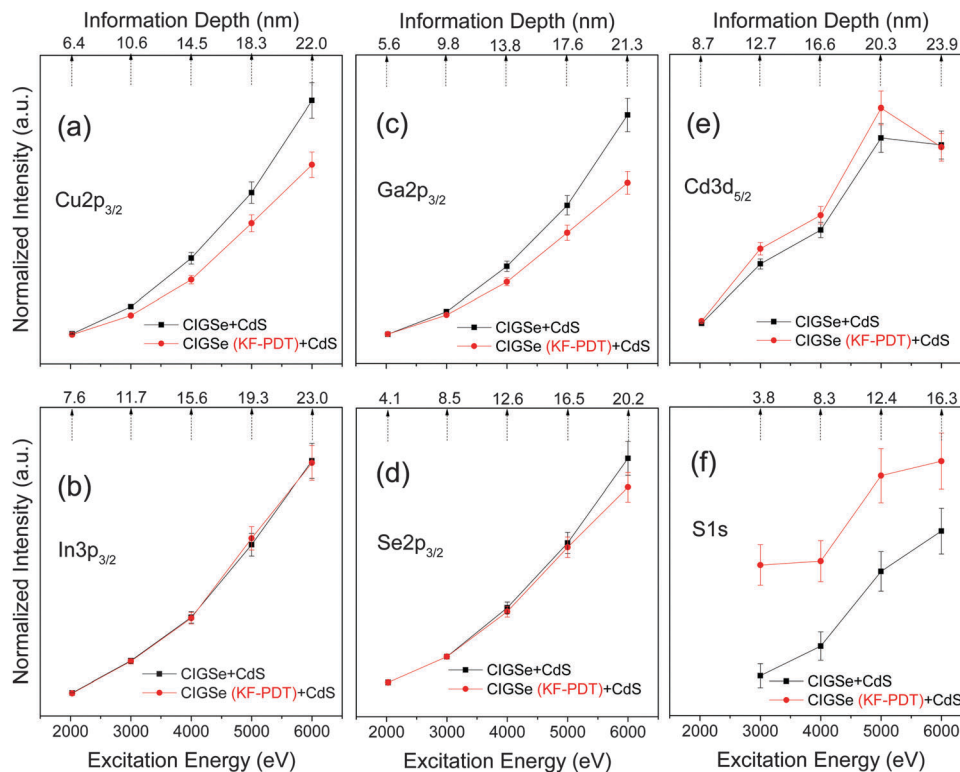 Information Depth (nm)
6.4 10.6 14.5 18.3 22.0
Information Depth (nm)
5.6 9.8 13.8 17.6 21.3
Information Depth (nm)
8.7 12.7 16.6 20.3 23.9
Normalized Intensity (a.u.)
(a)
Cu2p3/2
CIGSe+CdS
CIGSe (KF-PDT)+CdS
(c)
Ga2p3/2
CIGSe+CdS
CIGSe (KF-PDT)+CdS
(e)
Cd3d5/2
CIGSe+CdS
CIGSe (KF-PDT)+CdS
7.6 11.7 15.6 19.3 23.0
4.1 8.5 12.6 16.5 20.2
3.8 8.3 12.4 16.3
Normalized Intensity (a.u.)
(b)
In3p3/2
CIGSe+CdS
CIGSe (KF-PDT)+CdS
(d)
Se2p3/2
CIGSe+CdS
CIGSe (KF-PDT)+CdS
(f)
S1s
CIGSe+CdS
CIGSe (KF-PDT)+CdS
2000 3000 4000 5000 6000
Excitation Energy (eV)
2000 3000 4000 5000 6000
Excitation Energy (eV)
2000 3000 4000 5000 6000
Excitation Energy (eV)